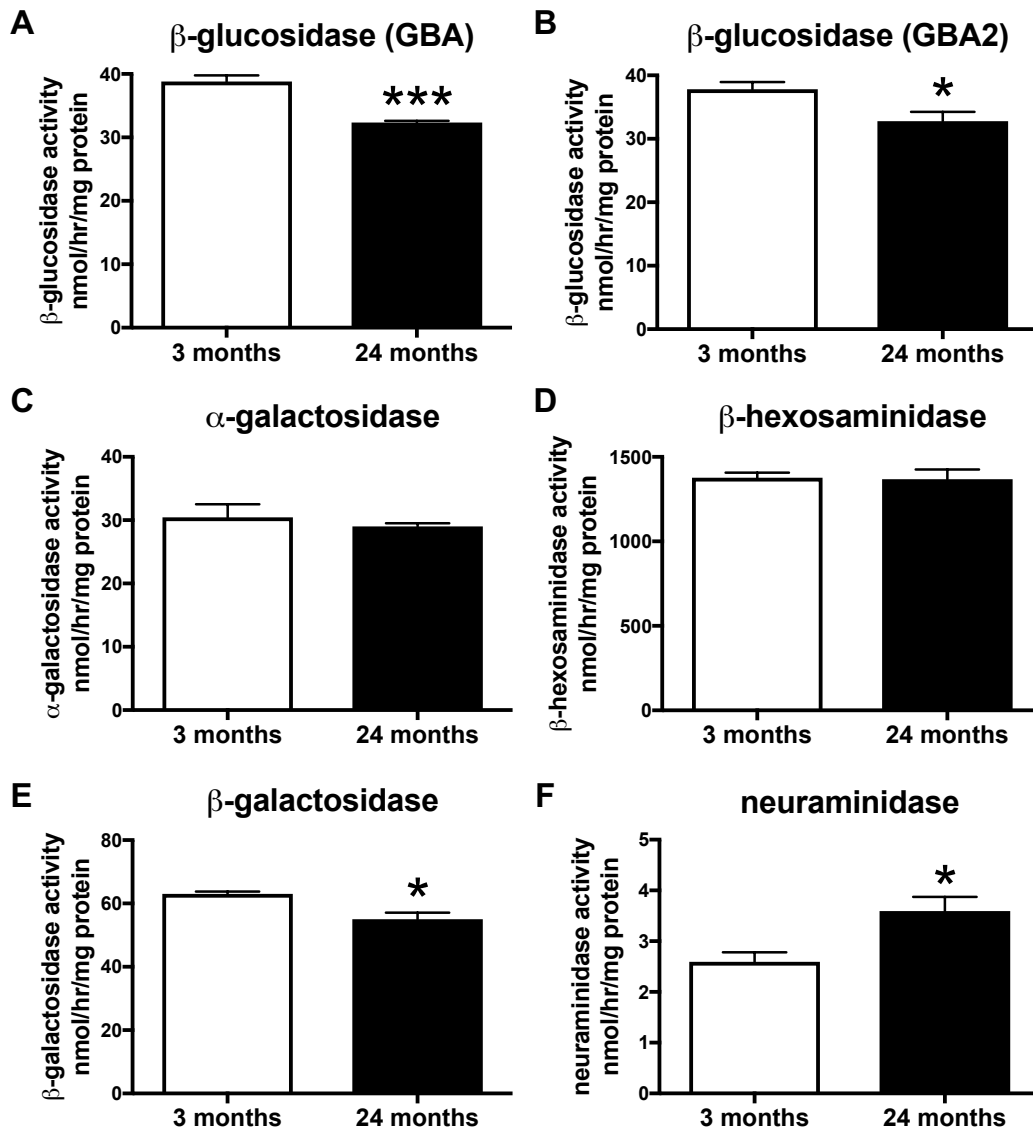 A
β-glucosidase (GBA)
β-glucosidase activity
nmol/hr/mg protein
40
30
20
10
0
***
3 months
24 months
B
β-glucosidase (GBA2)
β-glucosidase activity
nmol/hr/mg protein
40
30
20
10
0
*
3 months
24 months
C
α-galactosidase
α-galactosidase activity
nmol/hr/mg protein
40
30
20
10
0
3 months
24 months
D
β-hexosaminidase
β-hexosaminidase activity
nmol/hr/mg protein
1500
1000
500
0
3 months
24 months
E
β-galactosidase
β-galactosidase activity
nmol/hr/mg protein
80
60
40
20
0
*
3 months
24 months
F
neuraminidase
neuraminidase activity
nmol/hr/mg protein
5
4
3
2
1
0
*
3 months
24 months